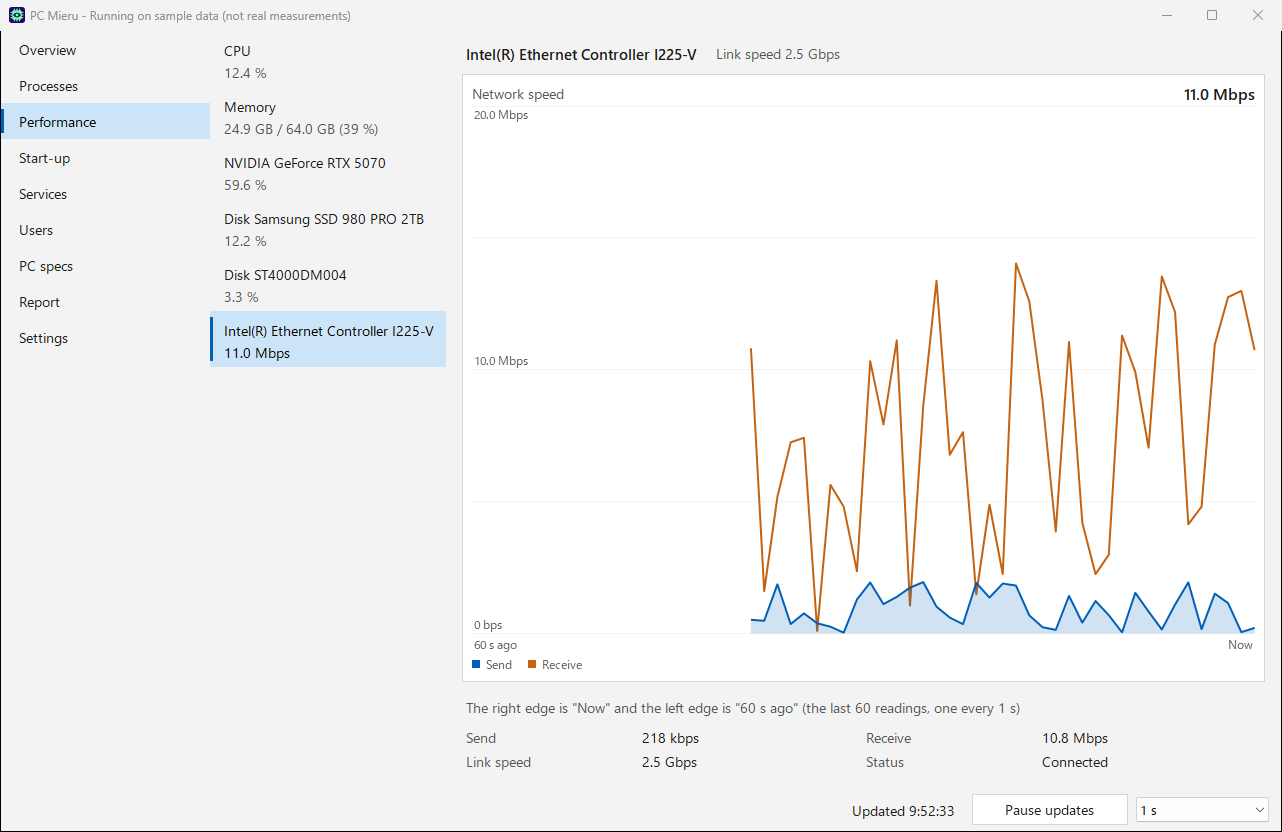 PC Mieru - Running on sample data (not real measurements)
Overview
Processes
Performance
Start-up
Services
Users
PC specs
Report
Settings
CPU
12.4 %
Memory
24.9 GB / 64.0 GB (39 %)
NVIDIA GeForce RTX 5070
59.6 %
Disk Samsung SSD 980 PRO 2TB
12.2 %
Disk ST4000DM004
3.3 %
Intel(R) Ethernet Controller I225-V
11.0 Mbps
Intel(R) Ethernet Controller I225-V Link speed 2.5 Gbps
Network speed 11.0 Mbps
20.0 Mbps
10.0 Mbps
0 bps
60 s ago Now
Send Receive
The right edge is "Now" and the left edge is "60 s ago" (the last 60 readings, one every 1 s)
Send 218 kbps Receive 10.8 Mbps
Link speed 2.5 Gbps Status Connected
Updated 9:52:33 Pause updates 1 s